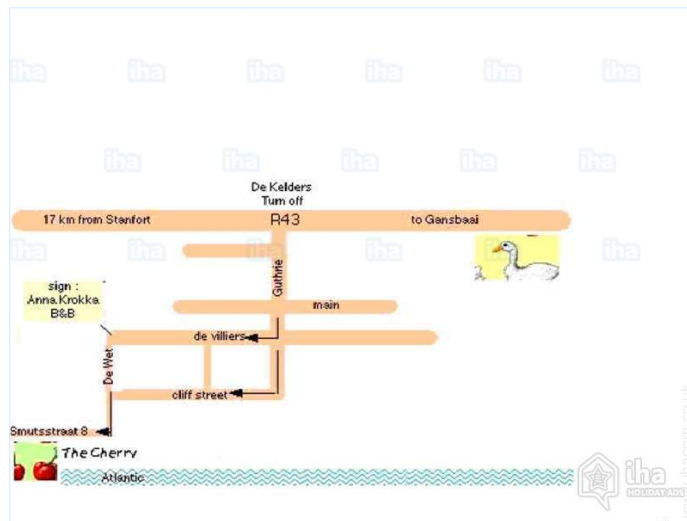 De Kelders
Turn off
17 km from Stanfort
R43
to Gansbaai
Guthrie
sign :
Anna Krokka
B&B
main
de villiers
De Wet
cliff street
Smutsstraat 8
The Cherry
Atlantic
iha
HOLIDAY ADS